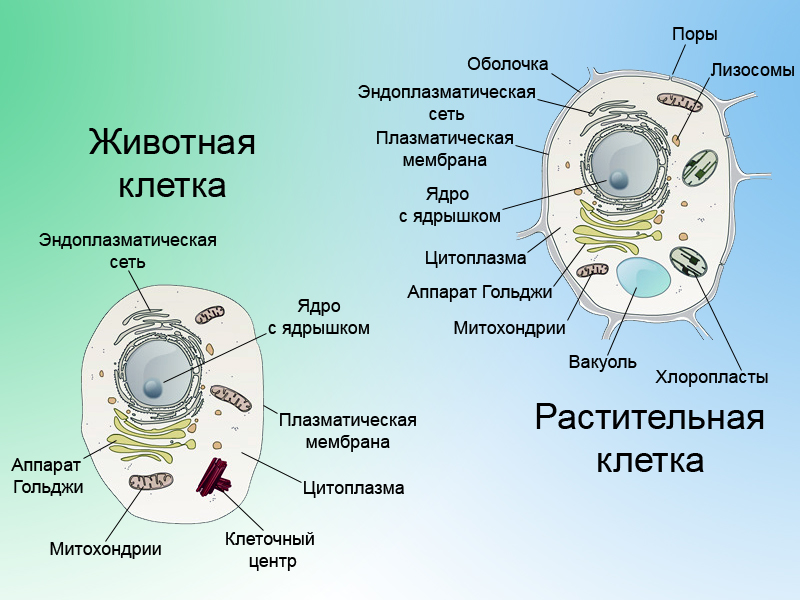 Животная
клетка
Эндоплазматическая
сеть
Ядро
с ядрышком
Плазматическая
мембрана
Цитоплазма
Клеточный
центр
Митохондрии
Аппарат
Гольджи
Поры
Лизосомы
Оболочка
Эндоплазматическая
сеть
Плазматическая
мембрана
Ядро
с ядрышком
Цитоплазма
Аппарат Гольджи
Митохондрии
Вакуоль
Хлоропласты
Растительная
клетка